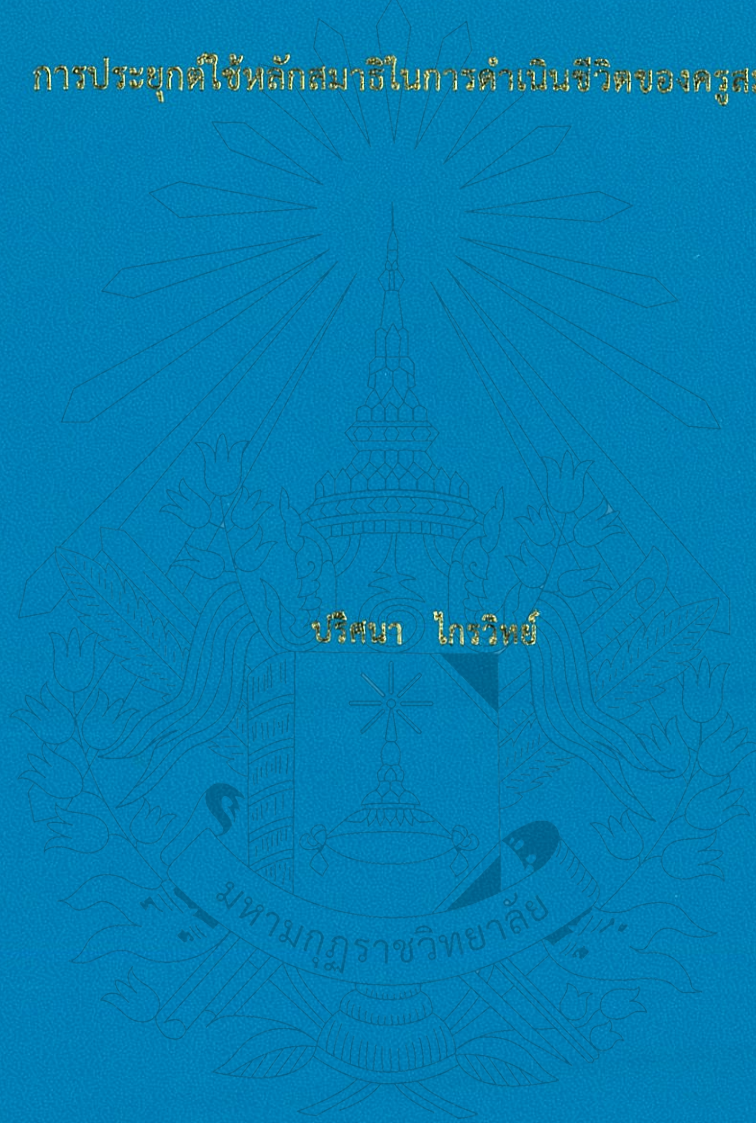 การประยุกต์ใช้หลักสมาธิในการดำเนินชีวิตของครูส
ปริศนา ไกรวิทย์
มหามกุฏราชวิทยาลัย